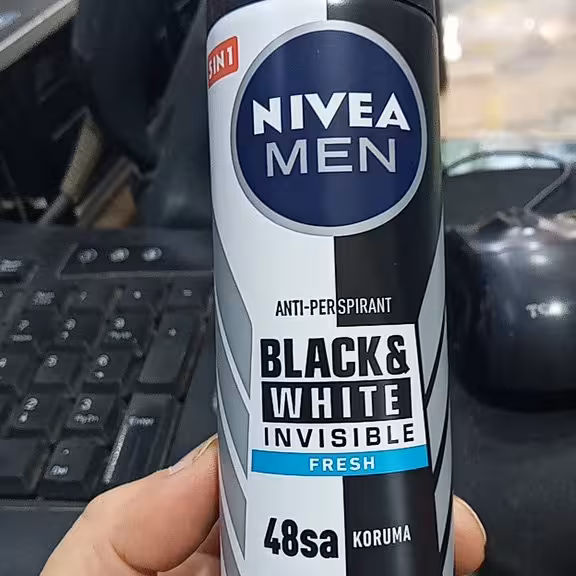 5IN1
NIVEA
MEN
ANTI-PERSPIRANT
BLACK&
WHITE
INVISIBLE
FRESH
48sa KORUMA